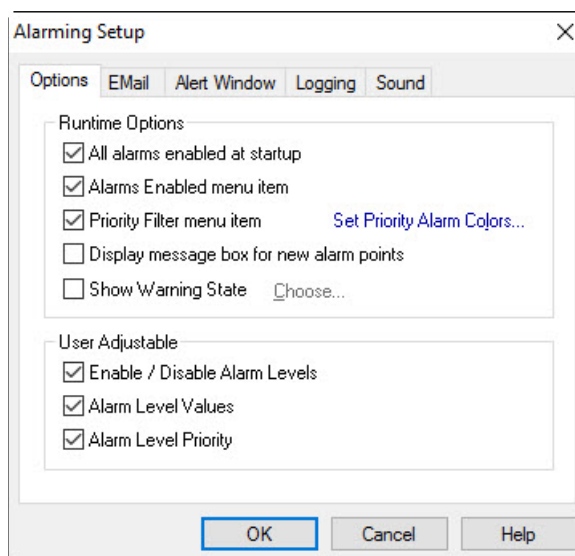 Alarming Setup
Options EMail Alert Window Logging Sound
Runtime Options
All alarms enabled at startup
Alarms Enabled menu item
Priority Filter menu item Set Priority Alarm Colors...
Display message box for new alarm points
Show Warning State Choose...
User Adjustable
Enable / Disable Alarm Levels
Alarm Level Values
Alarm Level Priority
OK Cancel Help